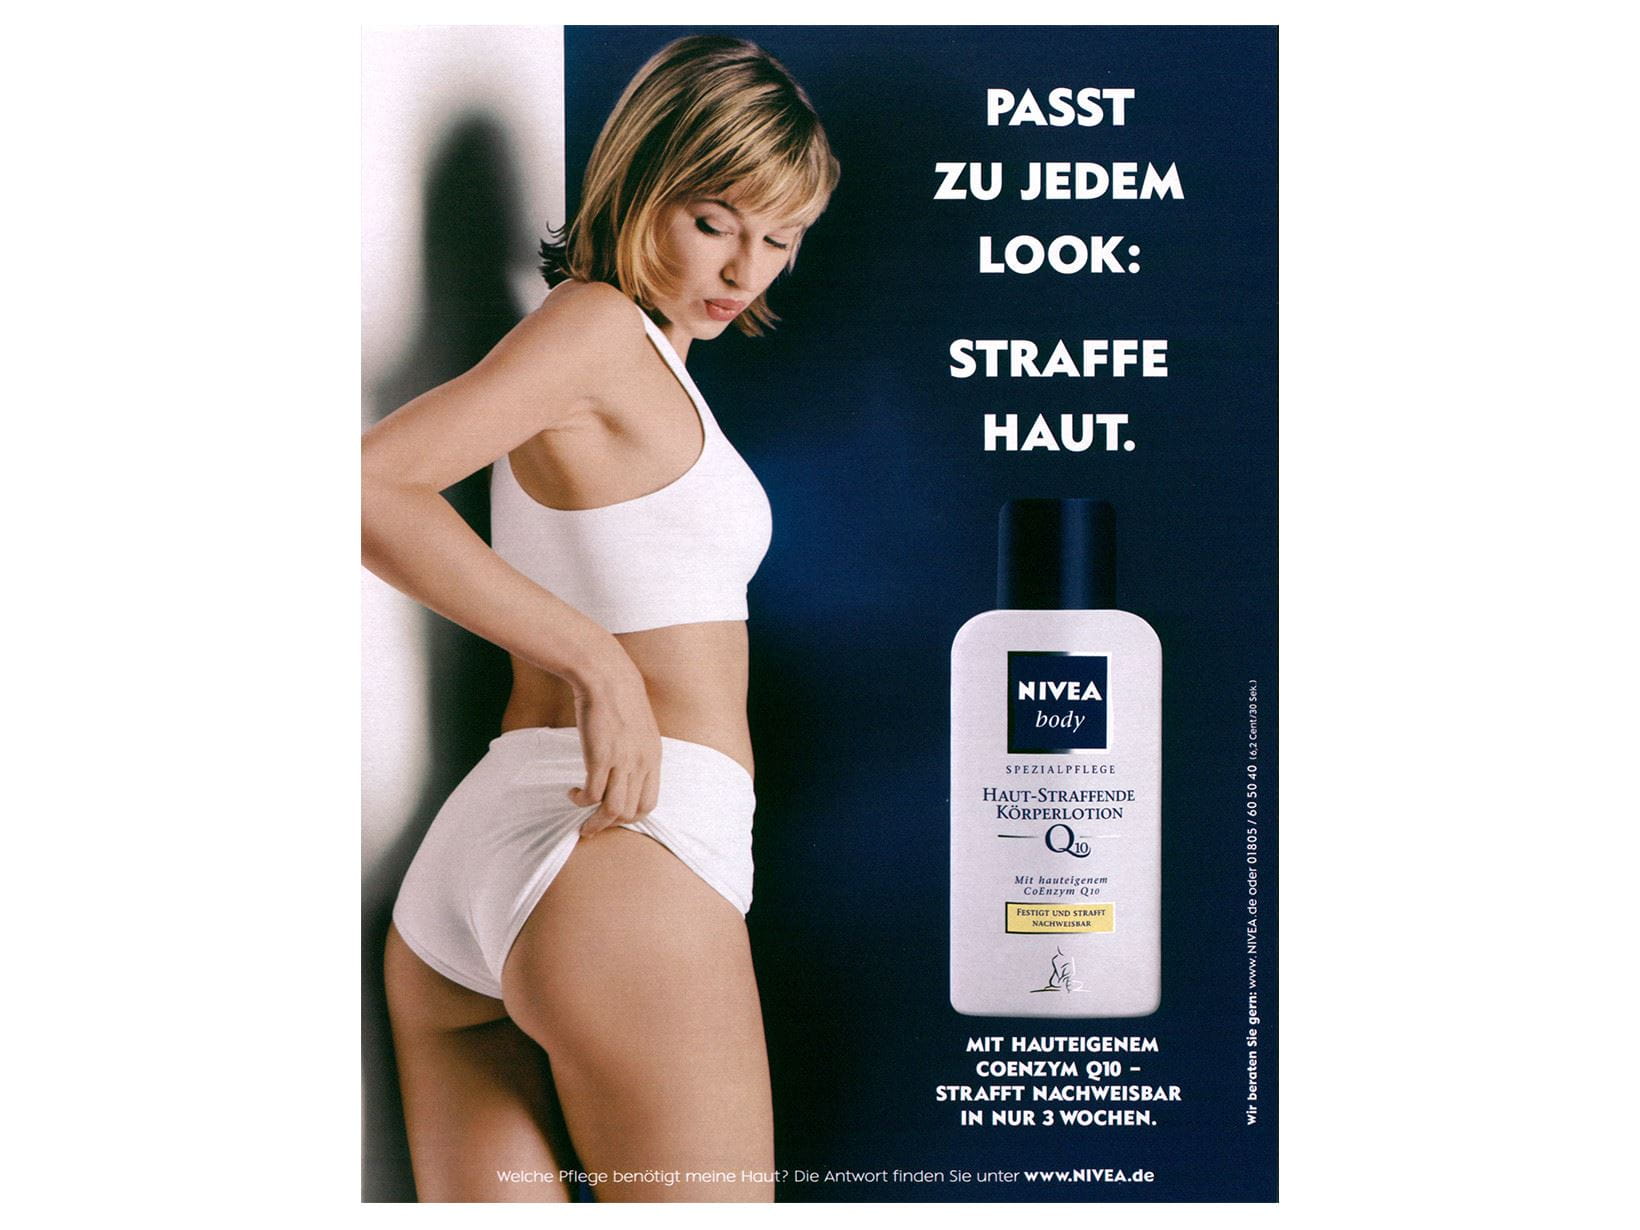 PASST
ZU JEDEM
LOOK:
STRAFFE
HAUT.
NIVEA
body
SPEZIALPFLEGE
HAUT-STRAFFENDE
KÖRPERLOTION
Q10
Mit hauteigenem
CoEnzym Q10
FESTIGT UND STRAFFT
NACHWEISBAR
MIT HAUTEIGENEM
COENZYM Q10 –
STRAFFT NACHWEISBAR
IN NUR 3 WOCHEN.
Wir beraten Sie gern: www.NIVEA.de oder 01805 / 60 50 40 (6,2 Cent/30 Sek.)
Welche Pflege benötigt meine Haut? Die Antwort finden Sie unter www.NIVEA.de